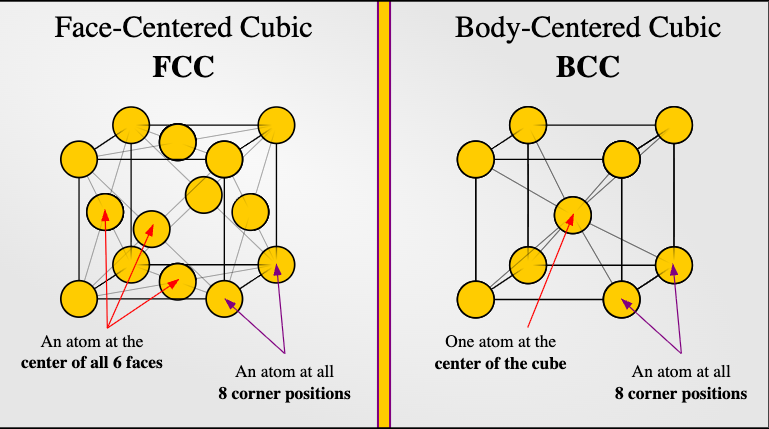 Face-Centered Cubic
FCC
An atom at the
center of all 6 faces
An atom at all
8 corner positions
Body-Centered Cubic
BCC
One atom at the
center of the cube
An atom at all
8 corner positions